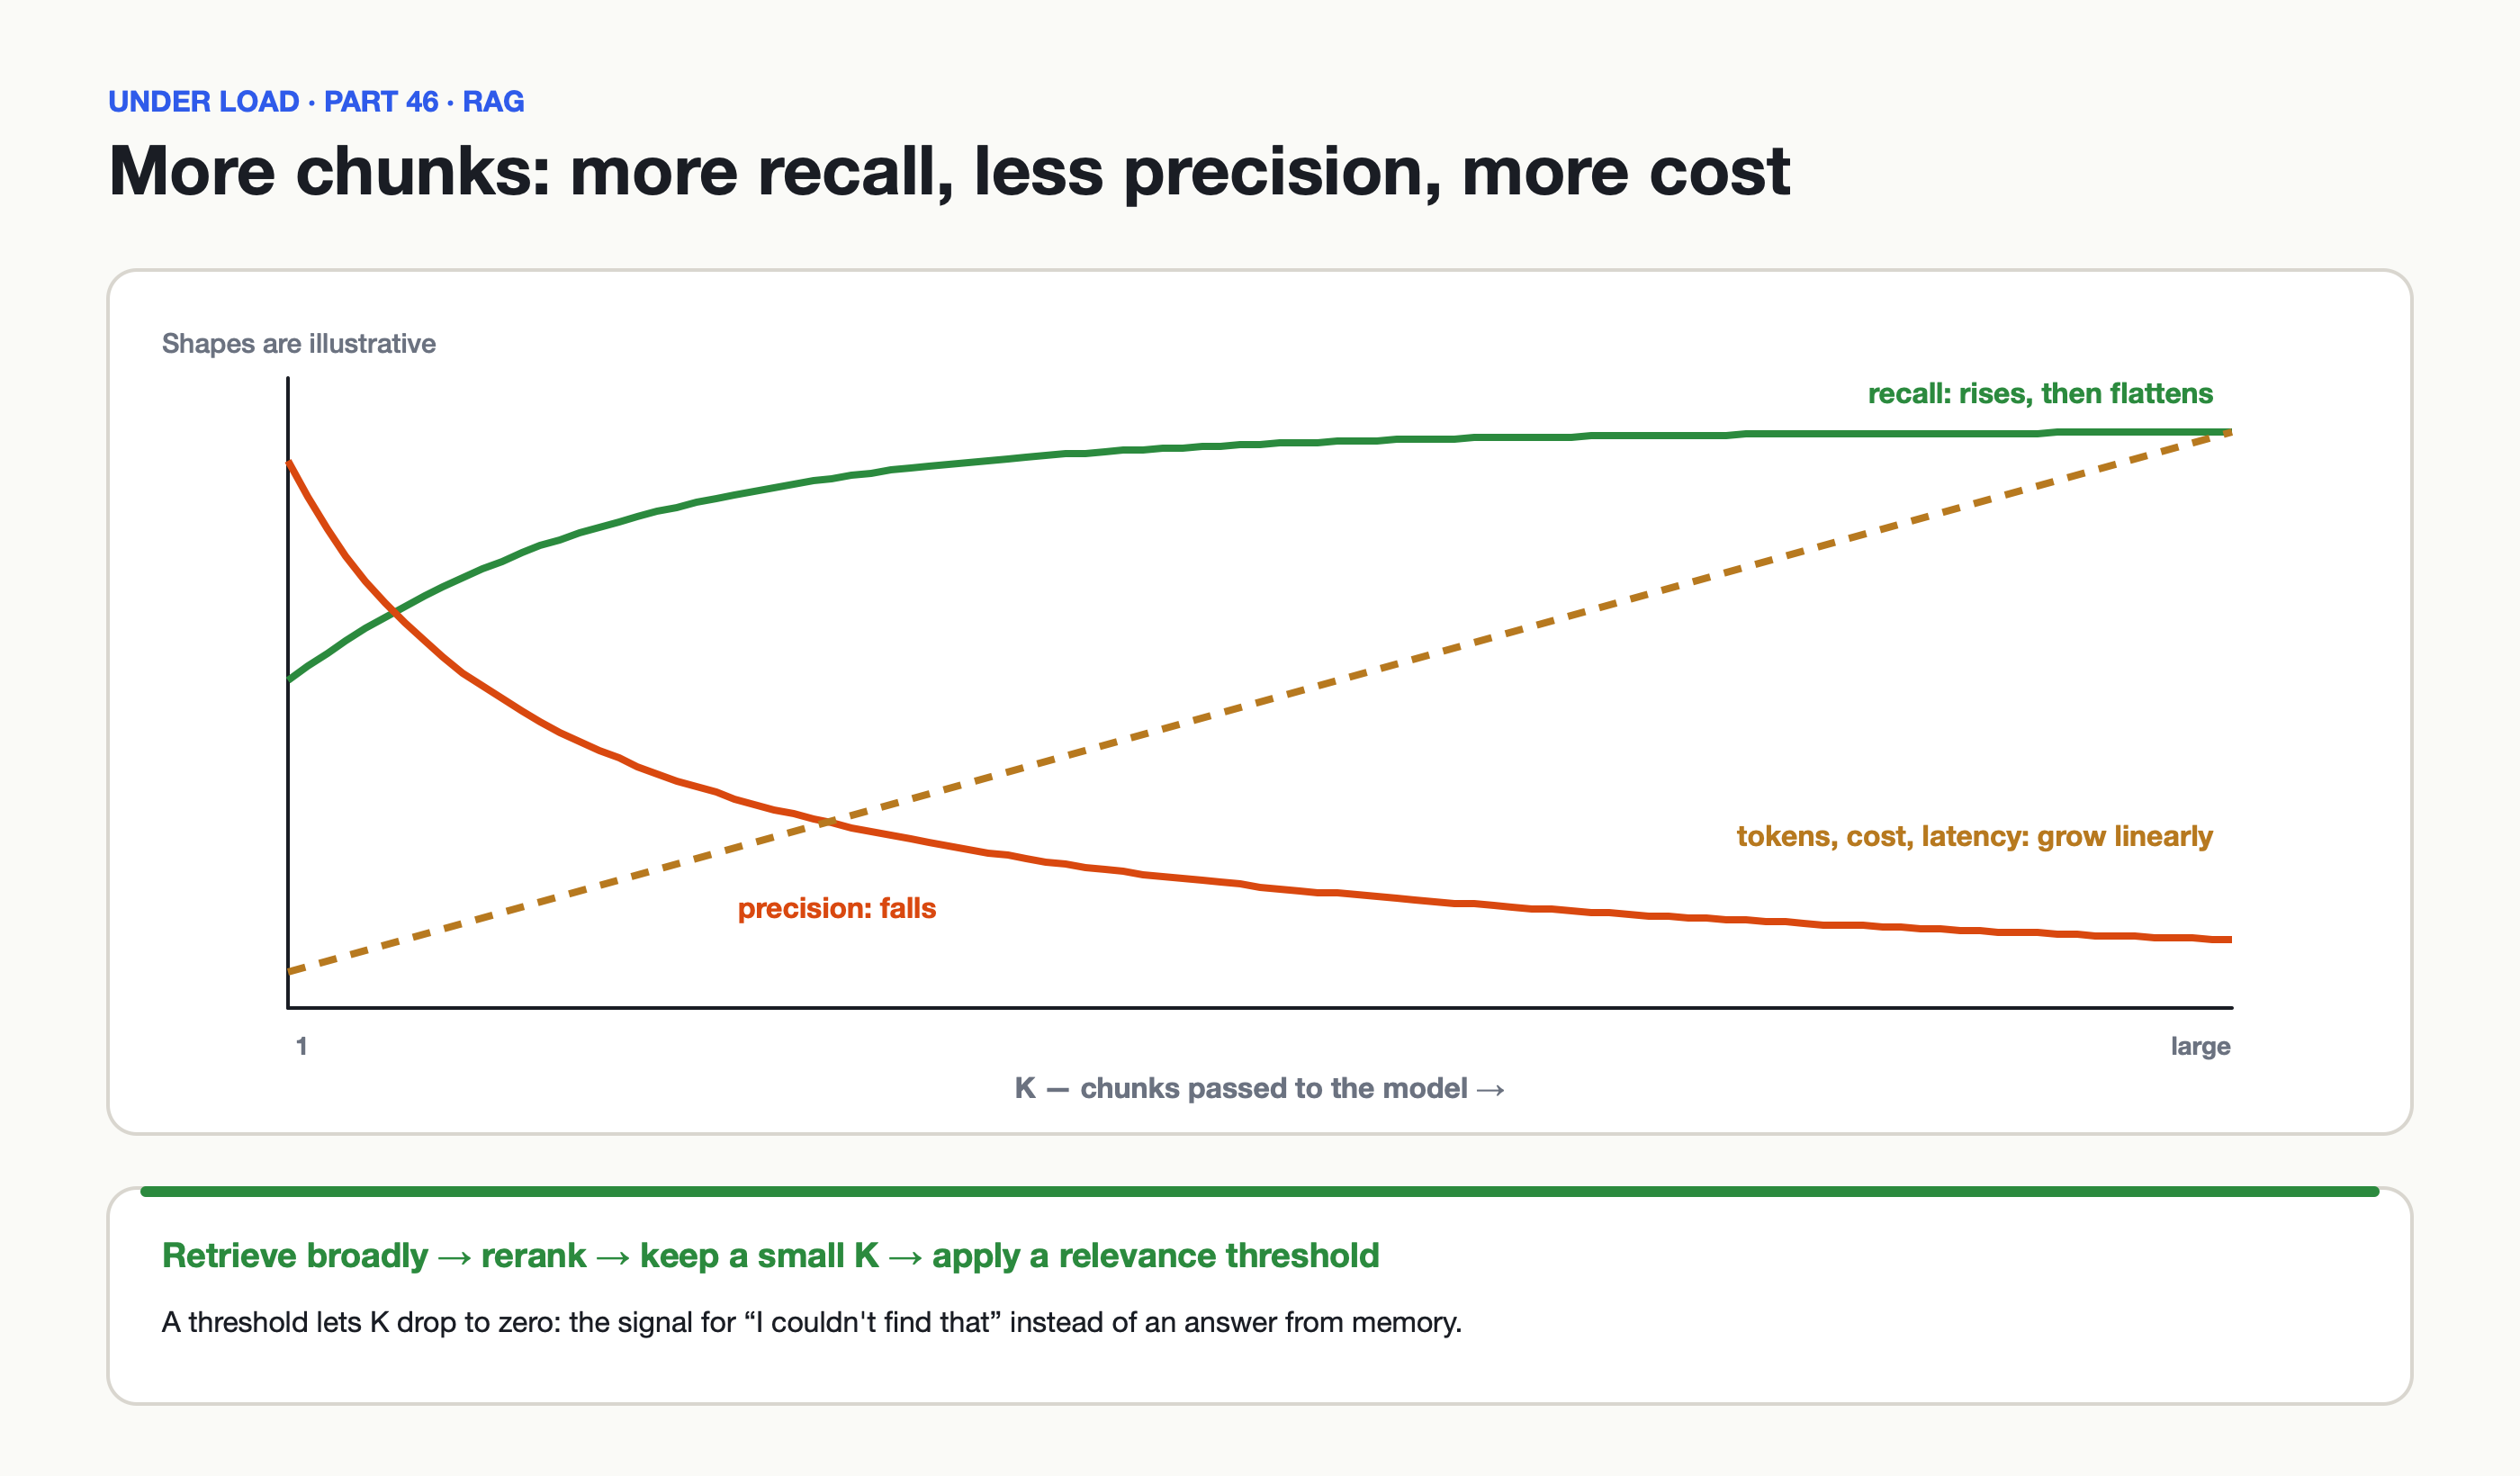 UNDER LOAD · PART 46 · RAG
More chunks: more recall, less precision, more cost
Shapes are illustrative
recall: rises, then flattens
tokens, cost, latency: grow linearly
precision: falls
1
large
K — chunks passed to the model →
Retrieve broadly → rerank → keep a small K → apply a relevance threshold
A threshold lets K drop to zero: the signal for “I couldn't find that” instead of an answer from memory.